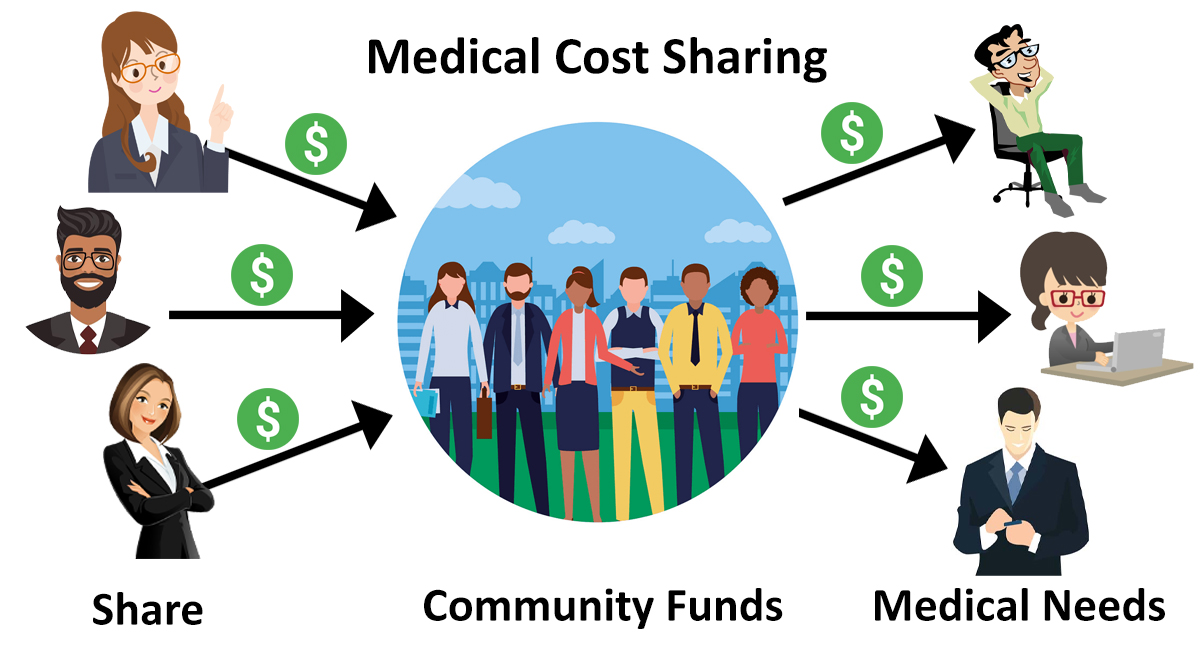 Medical Cost Sharing
$
$
$
$
$
$
Share
Community Funds
Medical Needs